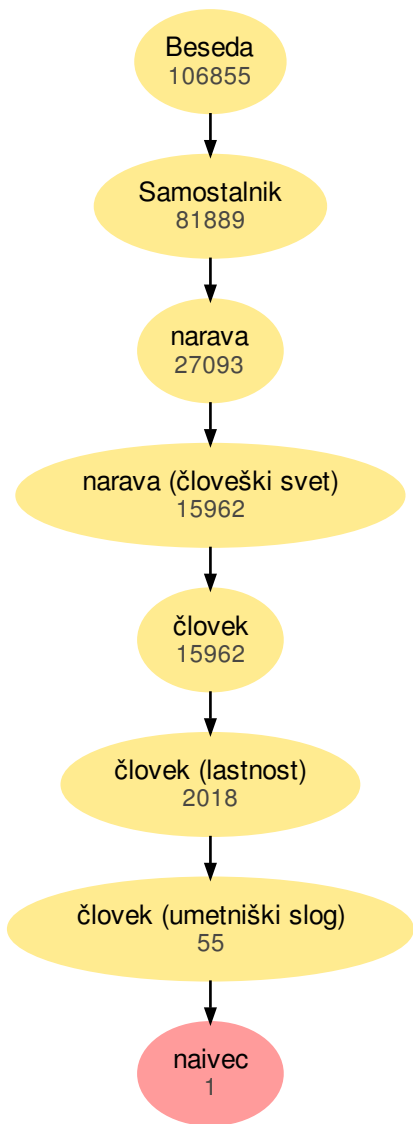 Beseda
106855
Samostalnik
81889
narava
27093
narava (človeški svet)
15962
človek
15962
človek (lastnost)
2018
človek (umetniški slog)
55
naivec
1